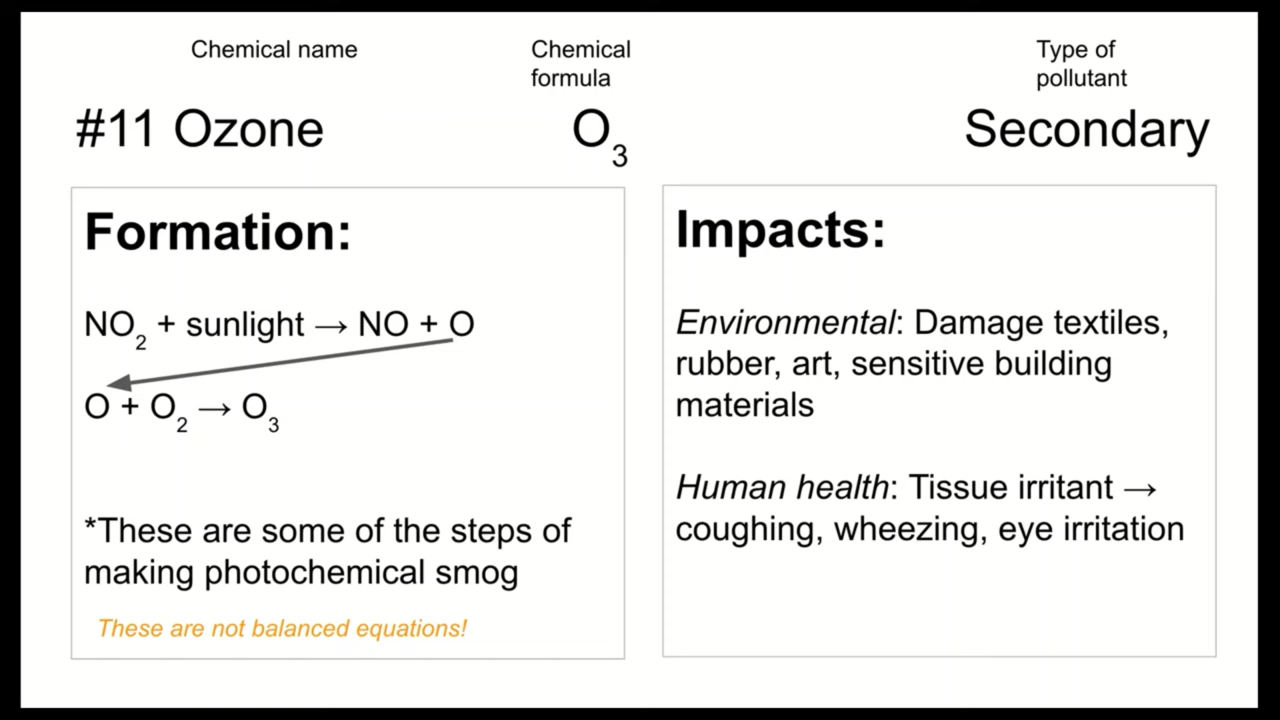 Chemical name
Chemical
formula
Type of
pollutant
#11 Ozone
O₃
Secondary
Formation:
NO₂ + sunlight → NO + O
O + O₂ → O₃
*These are some of the steps of
making photochemical smog
These are not balanced equations!
Impacts:
Environmental: Damage textiles,
rubber, art, sensitive building
materials
Human health: Tissue irritant →
coughing, wheezing, eye irritation